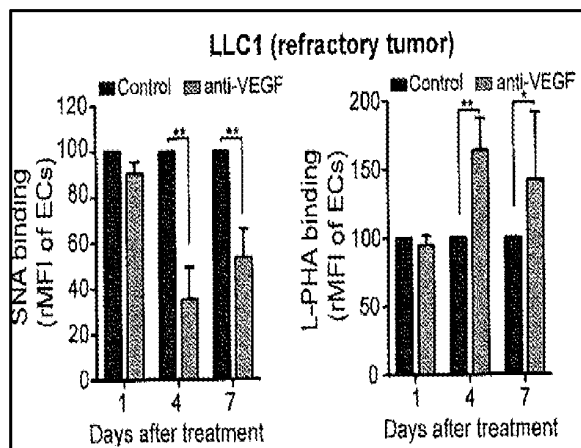 LLC1 (refractory tumor)
Control anti-VEGF
SNA binding
(rMFI of ECs)
120
100
80
60
40
20
0
** **
1 4 7
Days after treatment
Control anti-VEGF
L-PHA binding
(rMFI of ECs)
200
150
100
50
0
** *
1 4 7
Days after treatment